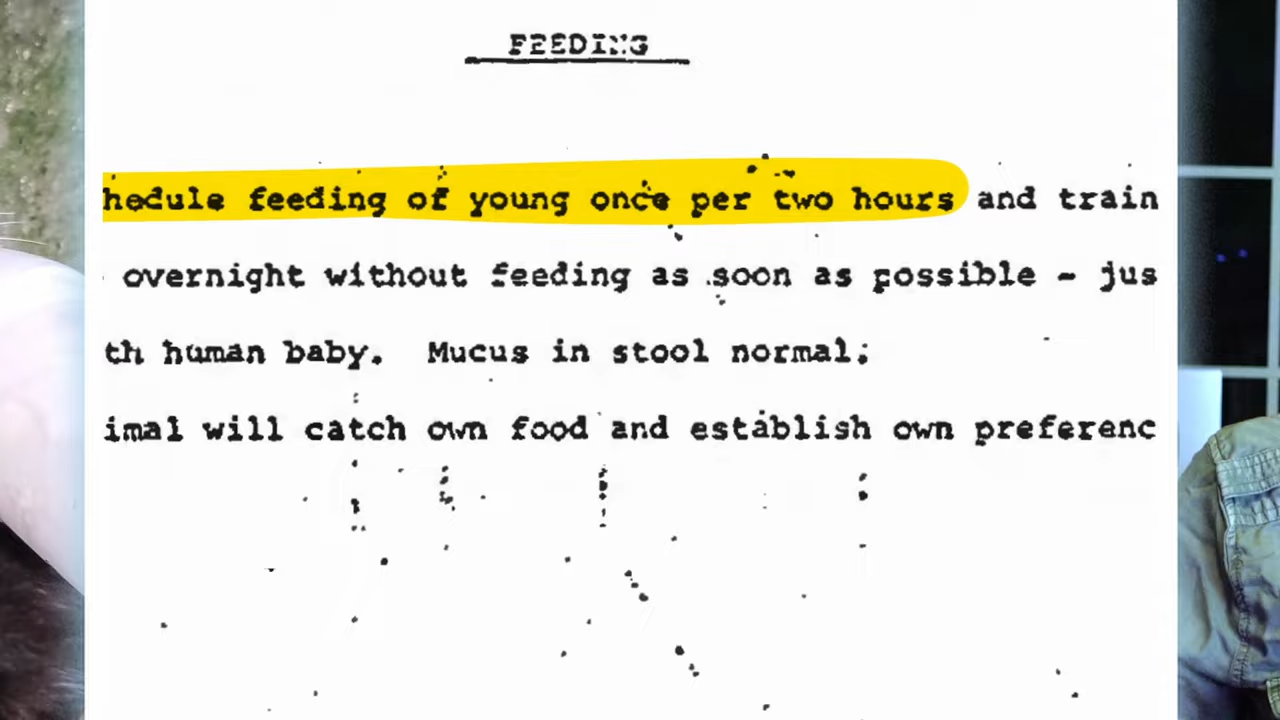 FEEDING
hedule feeding of young once per two hours and train
overnight without feeding as soon as possible - jus
th human baby. Mucus in stool normal;
imal will catch own food and establish own preferenc